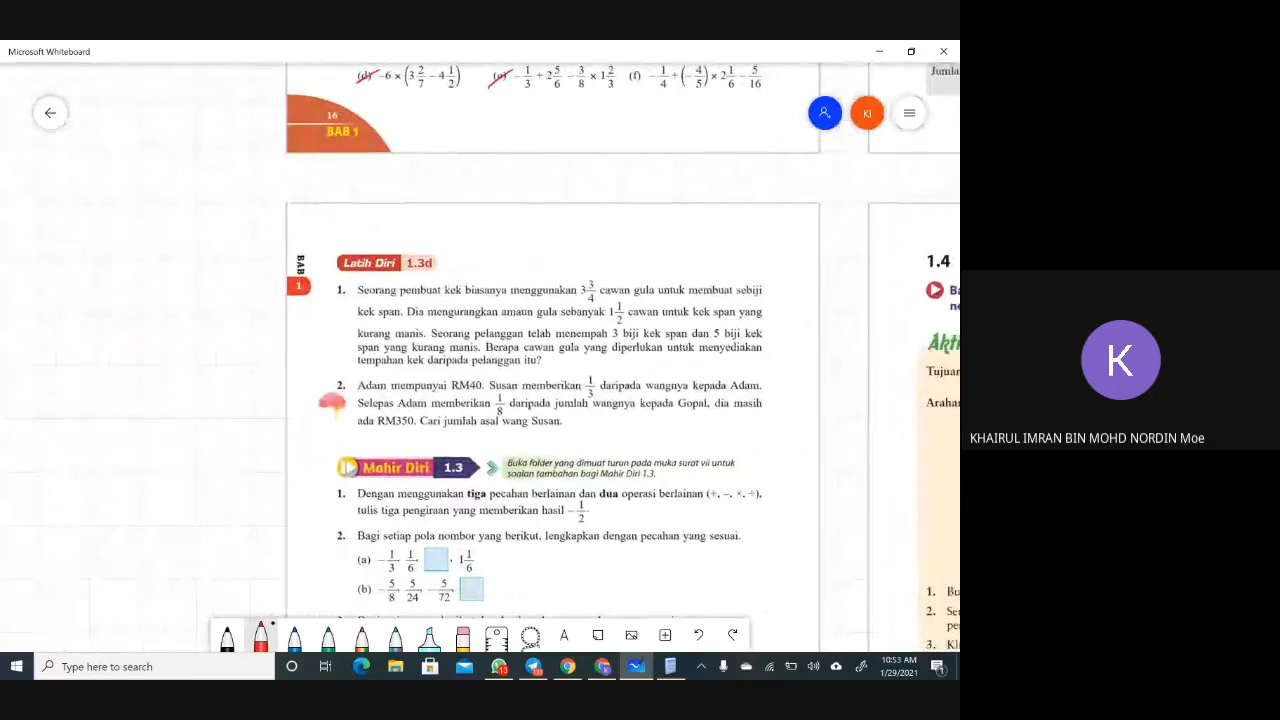 Microsoft Whiteboard
(d) −6 × (3 2/7 − 4 1/2) (e) −1/3 + 2 5/6 − 3/8 × 1 2/3 (f) −1/4 + (−4/5) × 2 1/6 − 5/16
16
BAB 1
KI
BAB
1
Latih Diri 1.3d
1. Seorang pembuat kek biasanya menggunakan 3 3/4 cawan gula untuk membuat sebiji
kek span. Dia mengurangkan amaun gula sebanyak 1 1/2 cawan untuk kek span yang
kurang manis. Seorang pelanggan telah menempah 3 biji kek span dan 5 biji kek
span yang kurang manis. Berapa cawan gula yang diperlukan untuk menyediakan
tempahan kek daripada pelanggan itu?
2. Adam mempunyai RM40. Susan memberikan 1/3 daripada wangnya kepada Adam.
Selepas Adam memberikan 1/8 daripada jumlah wangnya kepada Gopal, dia masih
ada RM350. Cari jumlah asal wang Susan.
Mahir Diri 1.3
Buka folder yang dimuat turun pada muka surat vii untuk
soalan tambahan bagi Mahir Diri 1.3.
1. Dengan menggunakan tiga pecahan berlainan dan dua operasi berlainan (+, −, ×, ÷),
tulis tiga pengiraan yang memberikan hasil −1/2.
2. Bagi setiap pola nombor yang berikut, lengkapkan dengan pecahan yang sesuai.
(a) −1/3, 1/6, , 1 1/6
(b) −5/8, 5/24, −5/72,
1.4
Tujuan
Arahan
1.
2.
3.
KHAIRUL IMRAN BIN MOHD NORDIN Moe
K
A
Type here to search
13
10:53 AM
1/29/2021